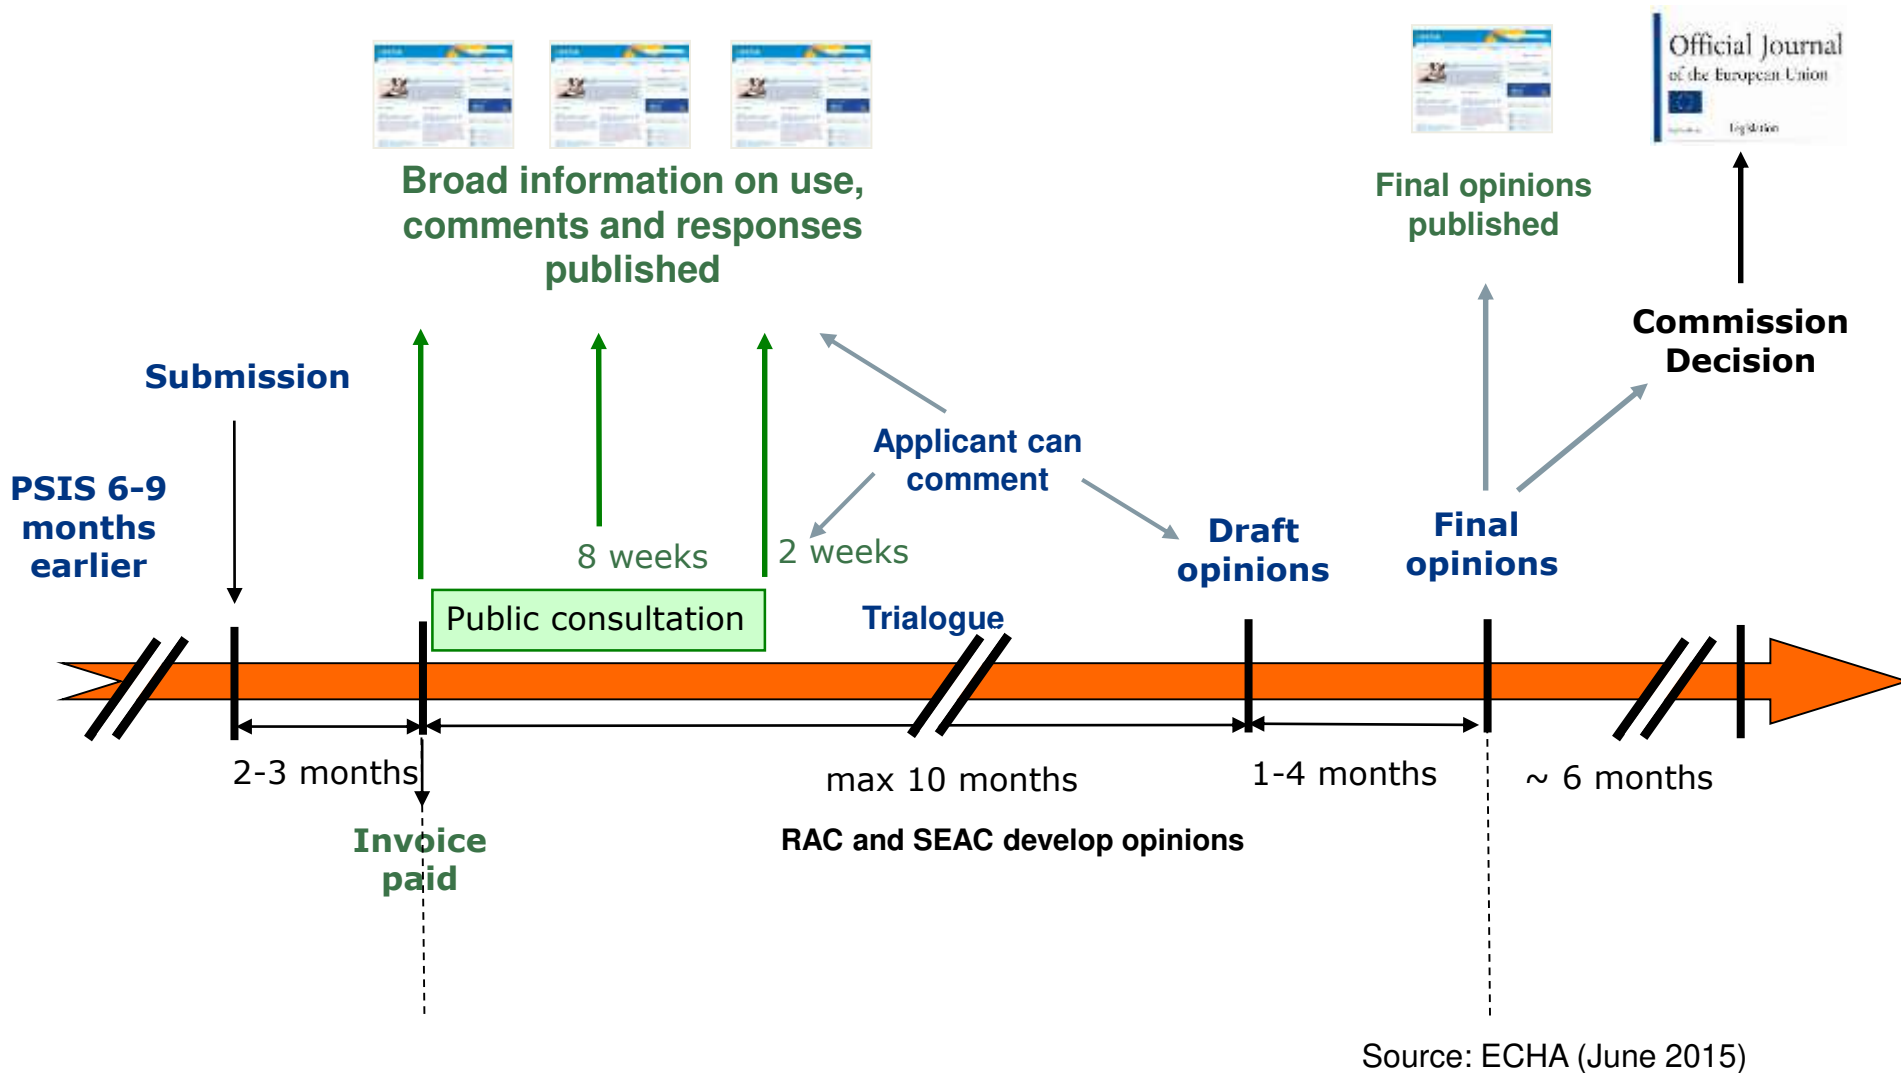 Official Journal
of the European Union
Legislation
Broad information on use,
comments and responses
published
Final opinions
published
Commission
Decision
Submission
Applicant can
comment
PSIS 6-9
months
earlier
8 weeks
2 weeks
Draft
opinions
Final
opinions
Public consultation
Trialogue
2-3 months
max 10 months
1-4 months
~ 6 months
Invoice
paid
RAC and SEAC develop opinions
Source: ECHA (June 2015)